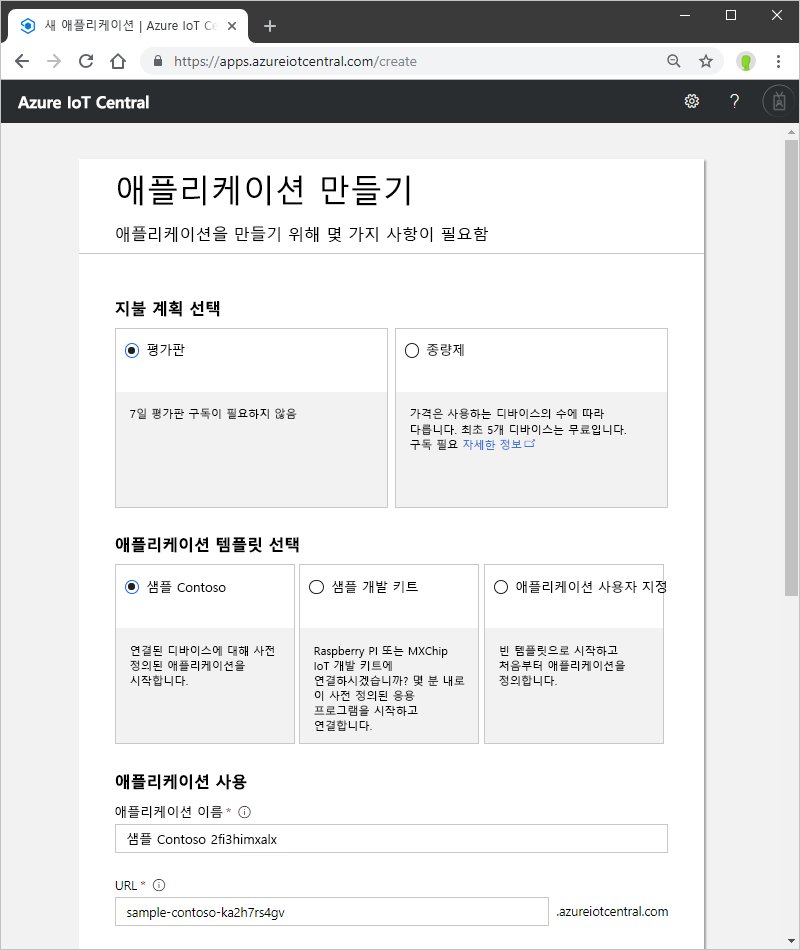 새 애플리케이션 | Azure IoT Ce
https://apps.azureiotcentral.com/create
Azure IoT Central
?
애플리케이션 만들기
애플리케이션을 만들기 위해 몇 가지 사항이 필요함
지불 계획 선택
평가판
7일 평가판 구독이 필요하지 않음
종량제
가격은 사용하는 디바이스의 수에 따라
다릅니다. 최초 5개 디바이스는 무료입니다.
구독 필요 자세한 정보
애플리케이션 템플릿 선택
샘플 Contoso
연결된 디바이스에 대해 사전
정의된 애플리케이션을
시작합니다.
샘플 개발 키트
Raspberry PI 또는 MXChip
IoT 개발 키트에
연결하시겠습니까? 몇 분 내로
이 사전 정의된 응용
프로그램을 시작하고
연결합니다.
애플리케이션 사용자 지정
빈 템플릿으로 시작하고
처음부터 애플리케이션을
정의합니다.
애플리케이션 사용
애플리케이션 이름 *
샘플 Contoso 2fi3himxalx
URL *
sample-contoso-ka2h7rs4gv .azureiotcentral.com